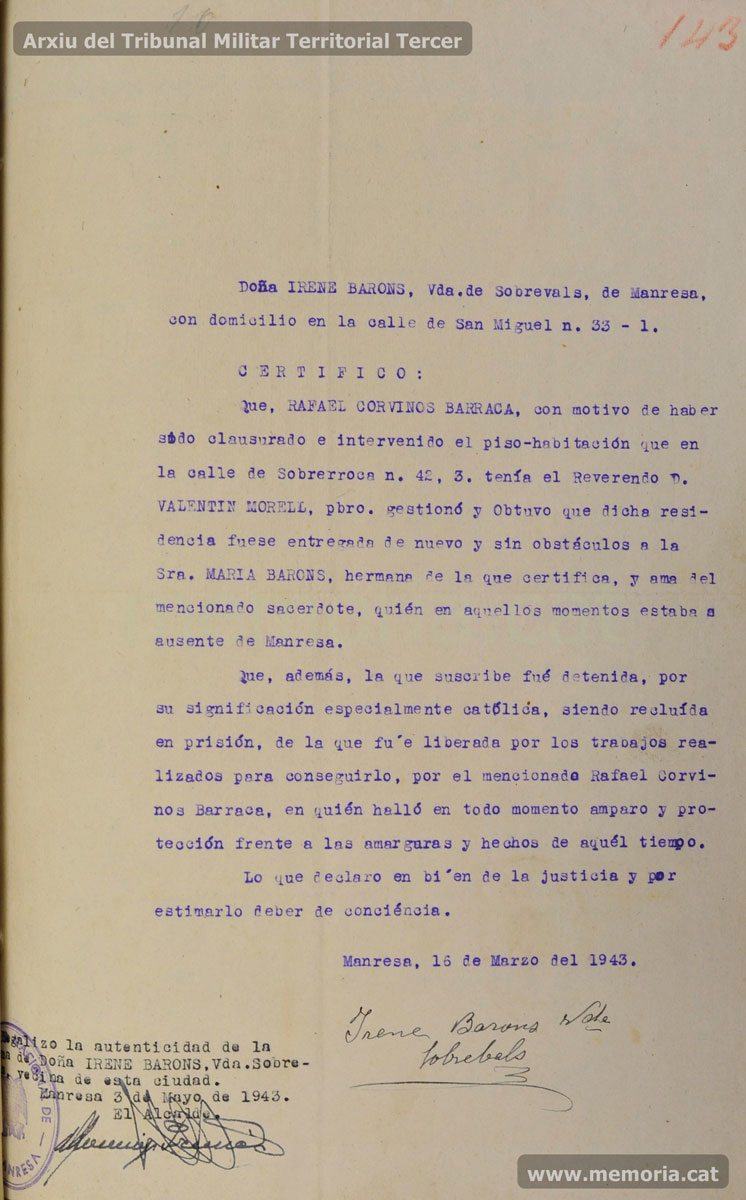 Arxiu del Tribunal Militar Territorial Tercer
143
Doña IRENE BARONS, Vda.de Sobrevals, de Manresa,
con domicilio en la calle de San Miguel n. 33 - 1.
C E R T I F I C O :
Que, RAFAEL CORVINOS BARRACA, con motivo de haber
sido clausurado e intervenido el piso-habitación que en
la calle de Sobrerroca n. 42, 3. tenía el Reverendo D.
VALENTIN MORELL, pbro. gestionó y Obtuvo que dicha resi-
dencia fuese entregada de nuevo y sin obstáculos a la
Sra. MARIA BARONS, hermana de la que certifica, y ama del
mencionado sacerdote, quién en aquellos momentos estaba a
ausente de Manresa.
Que, además, la que suscribe fué detenida, por
su significación especialmente católica, siendo recluída
en prisión, de la que fu´e liberada por los trabajos rea-
lizados para conseguirlo, por el mencionado Rafael Corvi-
nos Barraca, en quién halló en todo momento amparo y pro-
tección frente a las amarguras y hechos de aquél tiempo.
Lo que declaro en bi´en de la justicia y por
estimarlo deber de conciéncia.
Manresa, 16 de Marzo del 1943.
Irene Barons Vda
Sobrebals
galizo la autenticidad de la
de Doña IRENE BARONS,Vda.Sobre-
vecina de esta ciudad.
Manresa 3 de Mayo de 1943.
El Alcalde.
www.memoria.cat